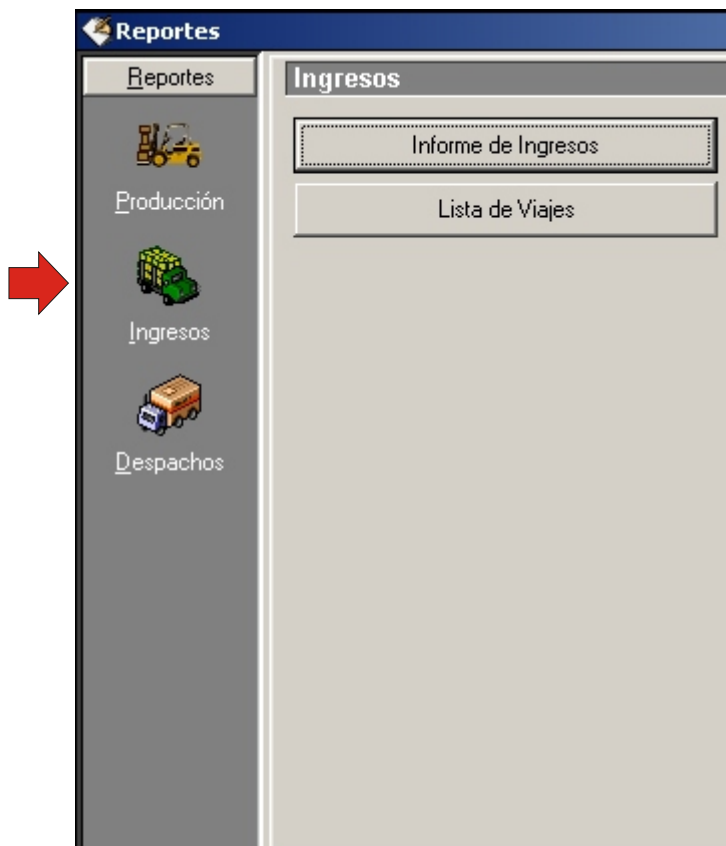 Reportes
Reportes
Producción
Ingresos
Despachos
Ingresos
Informe de Ingresos
Lista de Viajes